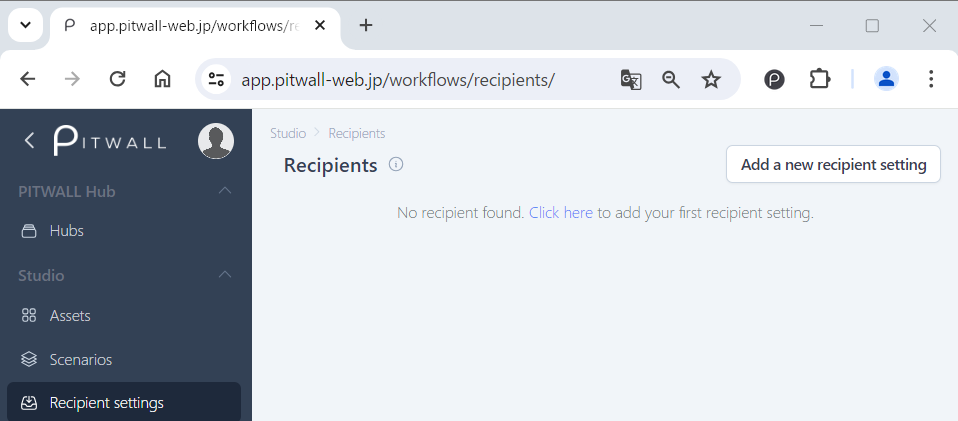 app.pitwall-web.jp/workflows/re
app.pitwall-web.jp/workflows/recipients/
PITWALL
PITWALL Hub
Hubs
Studio
Assets
Scenarios
Recipient settings
Studio > Recipients
Recipients
Add a new recipient setting
No recipient found. Click here to add your first recipient setting.